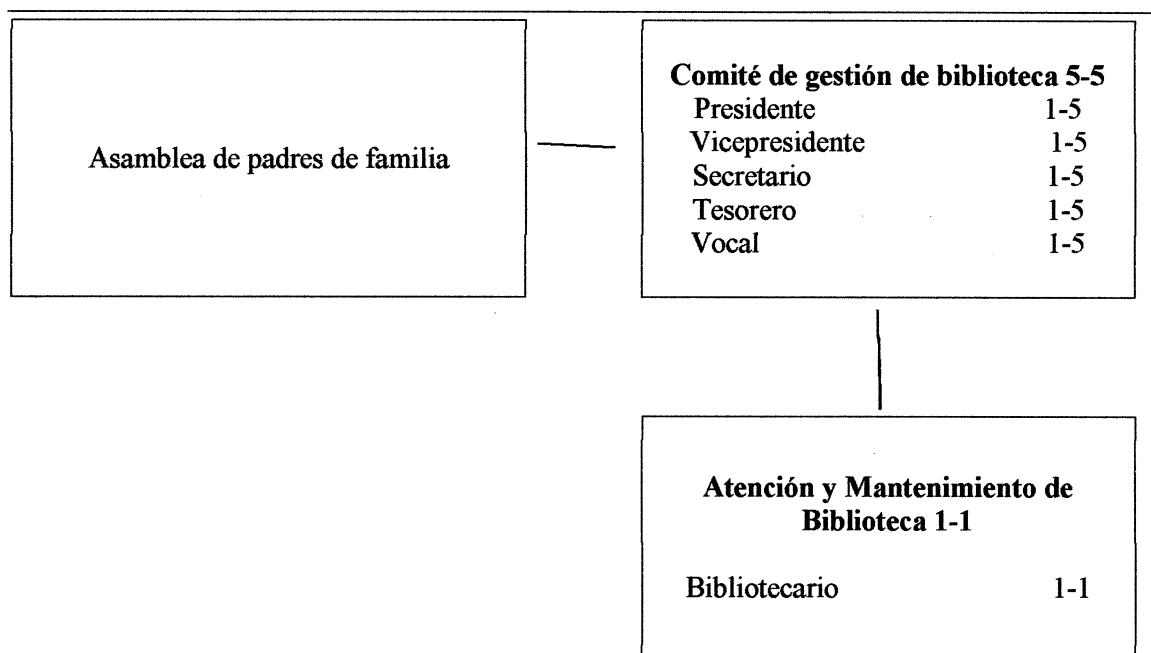 Asamblea de padres de familia
Comité de gestión de biblioteca 5-5
Presidente 1-5
Vicepresidente 1-5
Secretario 1-5
Tesorero 1-5
Vocal 1-5
Atención y Mantenimiento de
Biblioteca 1-1
Bibliotecario 1-1